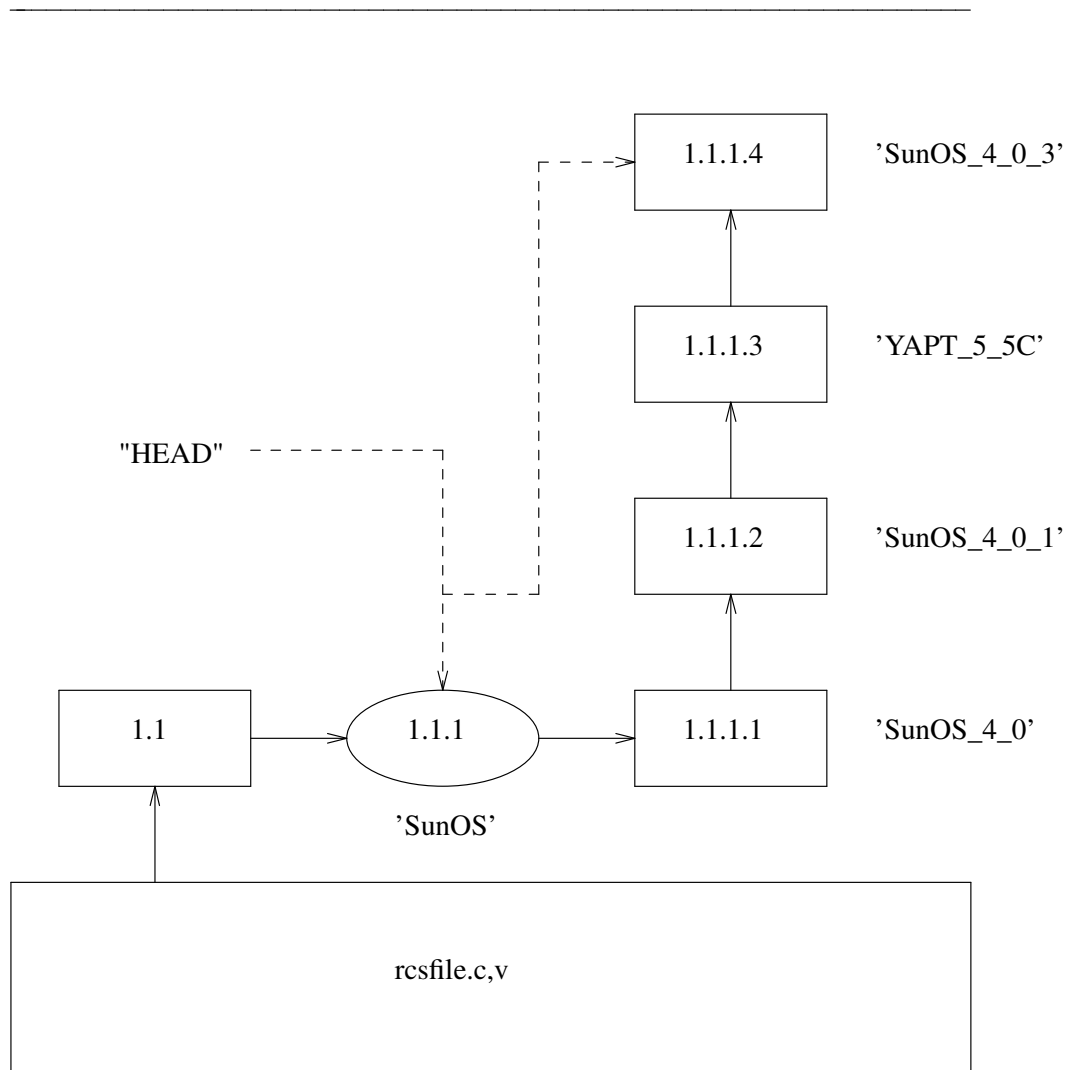 1.1.1.4 ’SunOS_4_0_3’
1.1.1.3 ’YAPT_5_5C’
"HEAD"
1.1.1.2 ’SunOS_4_0_1’
1.1 1.1.1 1.1.1.1 ’SunOS_4_0’
’SunOS’
rcsfile.c,v